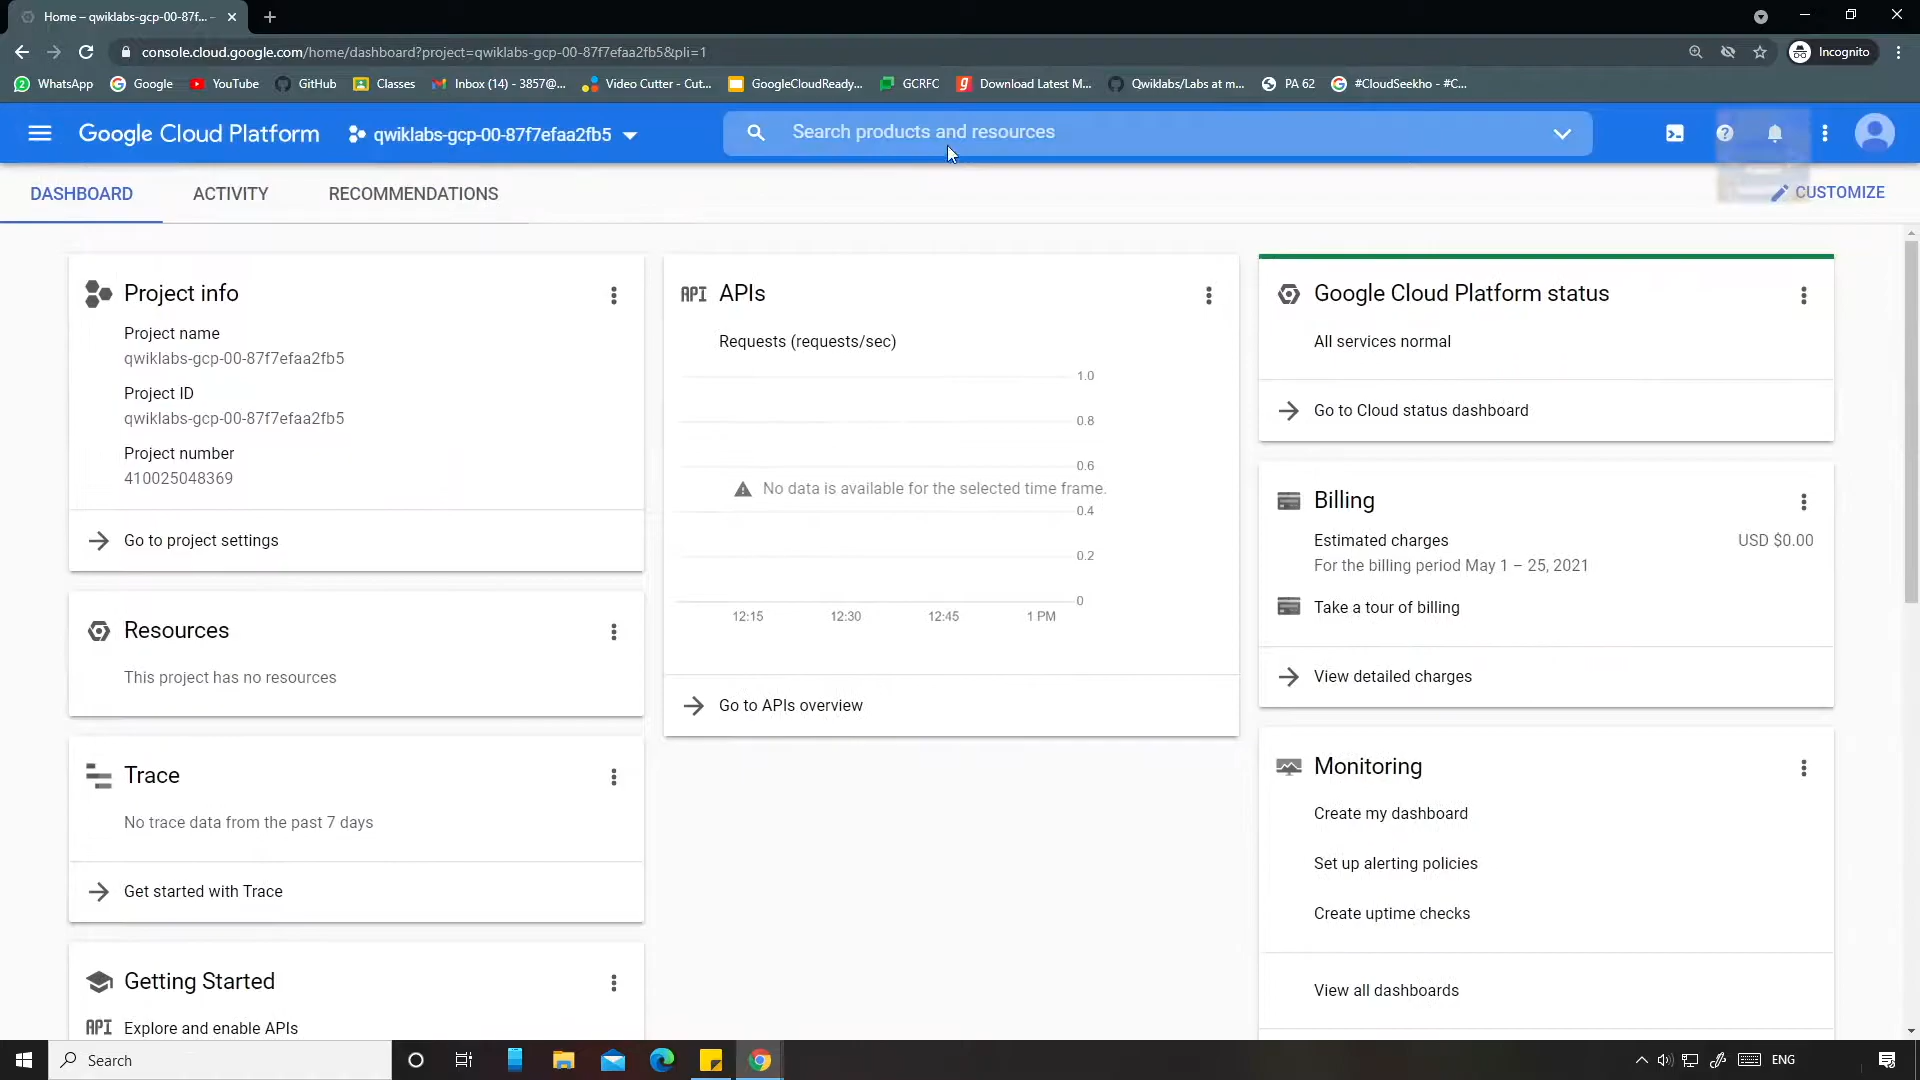 Home – qwiklabs-gcp-00-87f...
console.cloud.google.com/home/dashboard?project=qwiklabs-gcp-00-87f7efaa2fb5&pli=1
Incognito
WhatsApp
Google
YouTube
GitHub
Classes
Inbox (14) - 3857@...
Video Cutter - Cut...
GoogleCloudReady...
GCRFC
Download Latest M...
Qwiklabs/Labs at m...
PA 62
#CloudSeekho - #C...
Google Cloud Platform
qwiklabs-gcp-00-87f7efaa2fb5
Search products and resources
DASHBOARD
ACTIVITY
RECOMMENDATIONS
CUSTOMIZE
Project info
Project name
qwiklabs-gcp-00-87f7efaa2fb5
Project ID
qwiklabs-gcp-00-87f7efaa2fb5
Project number
410025048369
Go to project settings
Resources
This project has no resources
Trace
No trace data from the past 7 days
Get started with Trace
Getting Started
API Explore and enable APIs
API APIs
Requests (requests/sec)
1.0
0.8
0.6
No data is available for the selected time frame.
0.4
0.2
0
12:15
12:30
12:45
1 PM
Go to APIs overview
Google Cloud Platform status
All services normal
Go to Cloud status dashboard
Billing
Estimated charges
USD $0.00
For the billing period May 1 – 25, 2021
Take a tour of billing
View detailed charges
Monitoring
Create my dashboard
Set up alerting policies
Create uptime checks
View all dashboards
Search
ENG